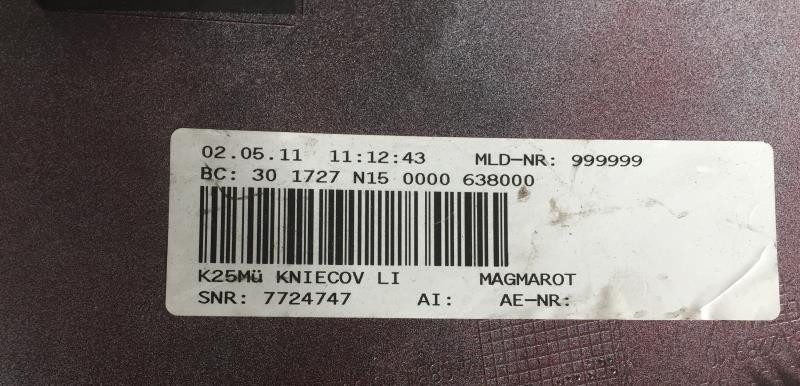 02.05.11 11:12:43 MLD-NR: 999999
BC: 30 1727 N15 0000 638000
K25Mü KNIECOV LI MAGMAROT
SNR: 7724747 AI: AE-NR: